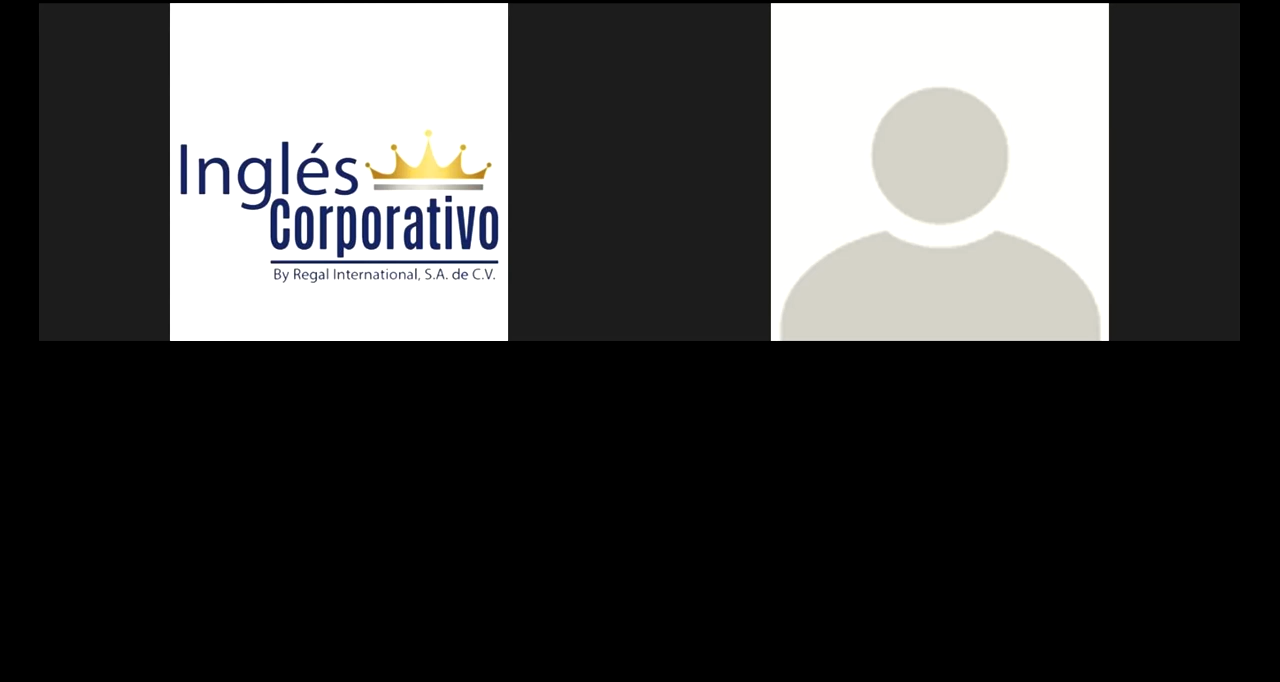 Inglés
Corporativo
By Regal International, S.A. de C.V.